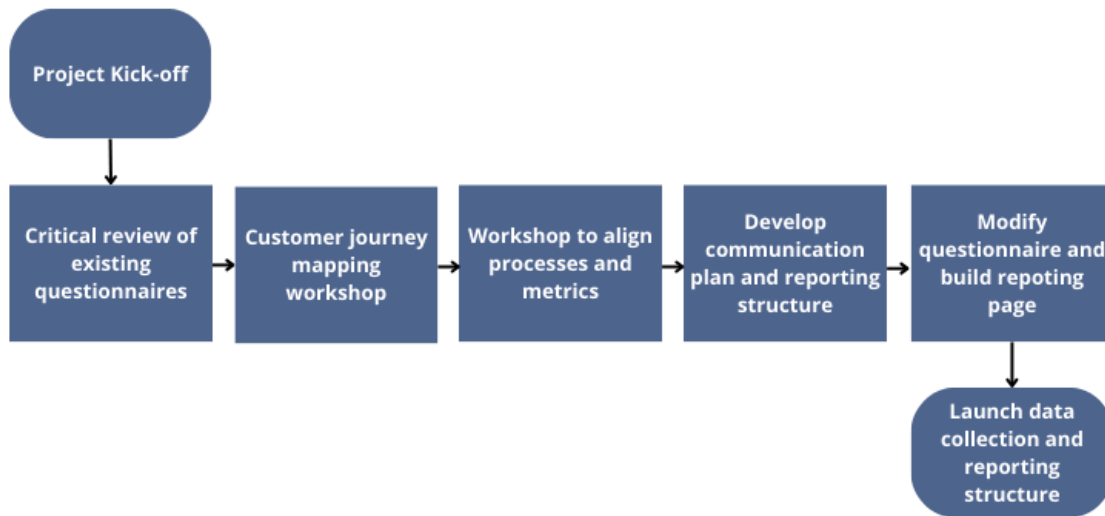 Project Kick-off
Critical review of
existing
questionnaires
Customer journey
mapping
workshop
Workshop to align
processes and
metrics
Develop
communication
plan and reporting
structure
Modify
questionnaire and
build repoting
page
Launch data
collection and
reporting
structure